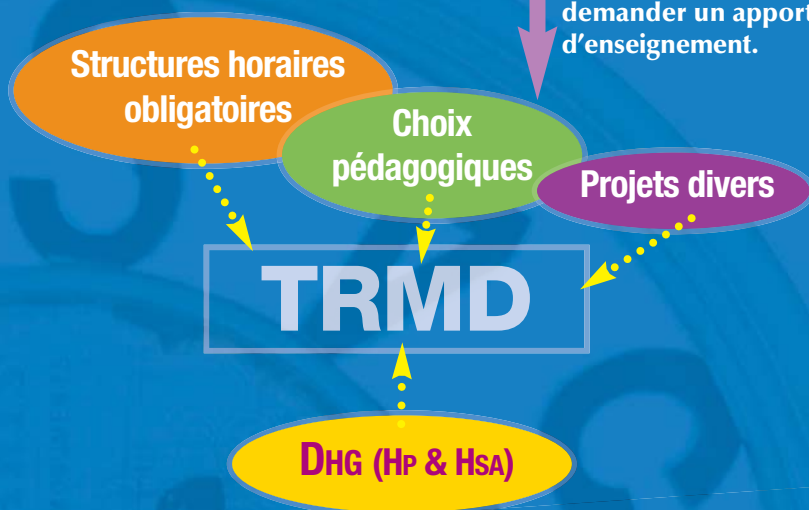 demander un apport
d'enseignement.
Structures horaires
obligatoires
Choix
pédagogiques
Projets divers
TRMD
DHG (HP & HSA)